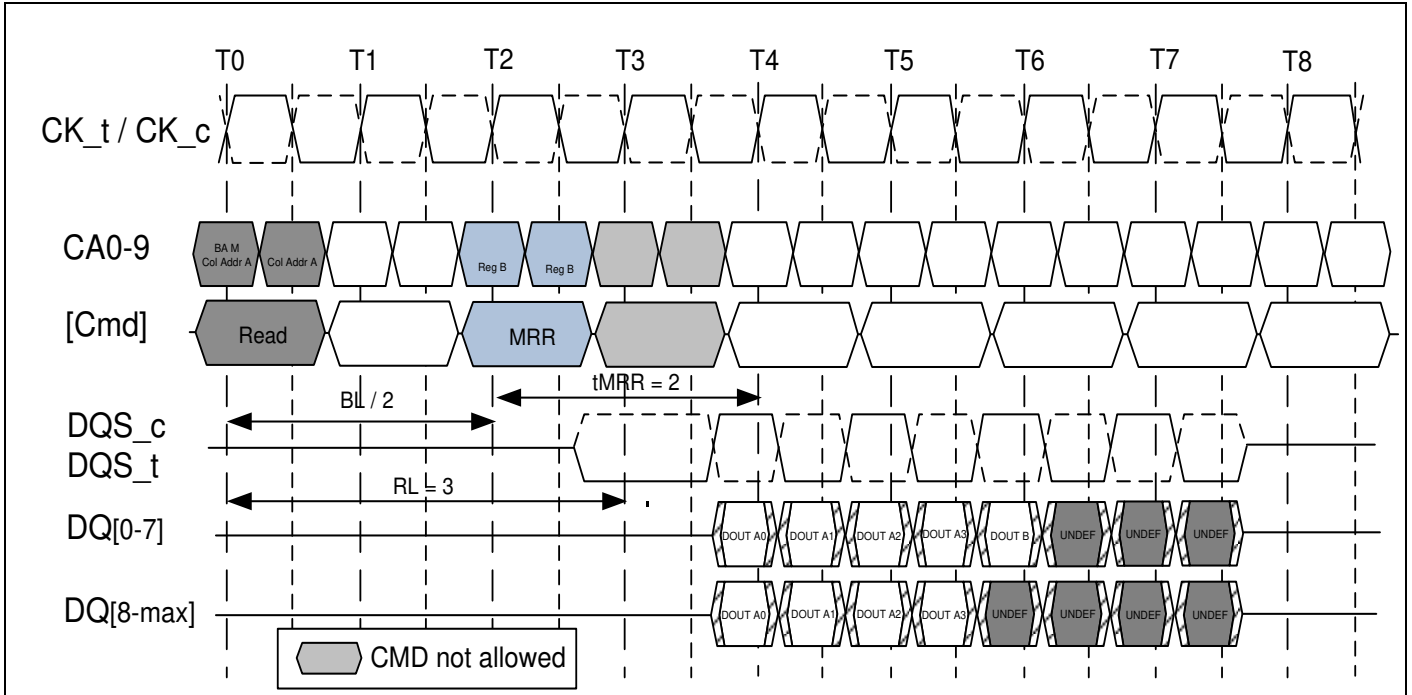 T0 T1 T2 T3 T4 T5 T6 T7 T8
CK_t / CK_c
CA0-9
BA M
Col Addr A Col Addr A Reg B Reg B
[Cmd] Read MRR
tMRR = 2
BL / 2
DQS_c
DQS_t
RL = 3
DQ[0-7] DOUT A0 DOUT A1 DOUT A2 DOUT A3 DOUT B UNDEF UNDEF UNDEF
DQ[8-max] DOUT A0 DOUT A1 DOUT A2 DOUT A3 UNDEF UNDEF UNDEF UNDEF
CMD not allowed